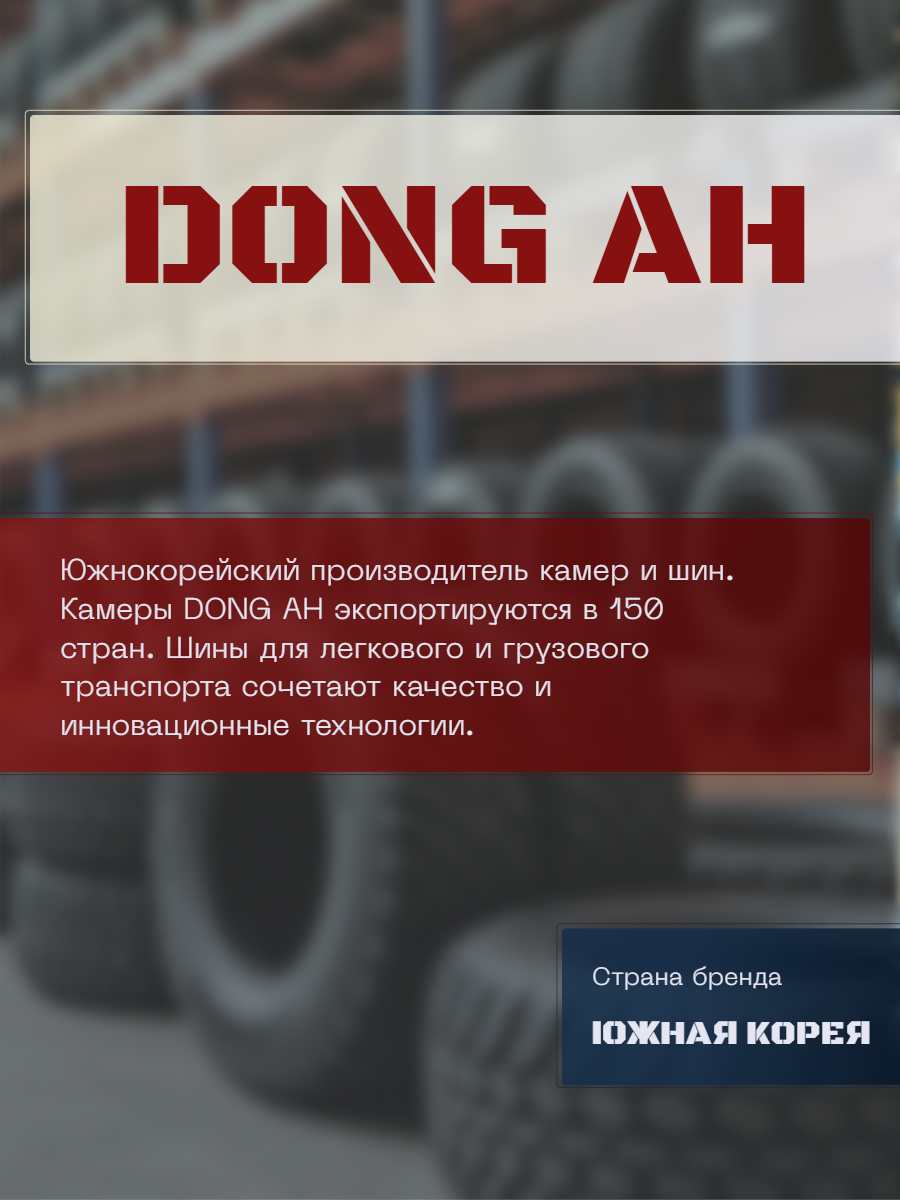 DONG AH
Южнокорейский производитель камер и шин.
Камеры DONG AH экспортируются в 150
стран. Шины для легкового и грузового
транспорта сочетают качество и
инновационные технологии.
Страна бренда
ЮЖНАЯ КОРЕЯ